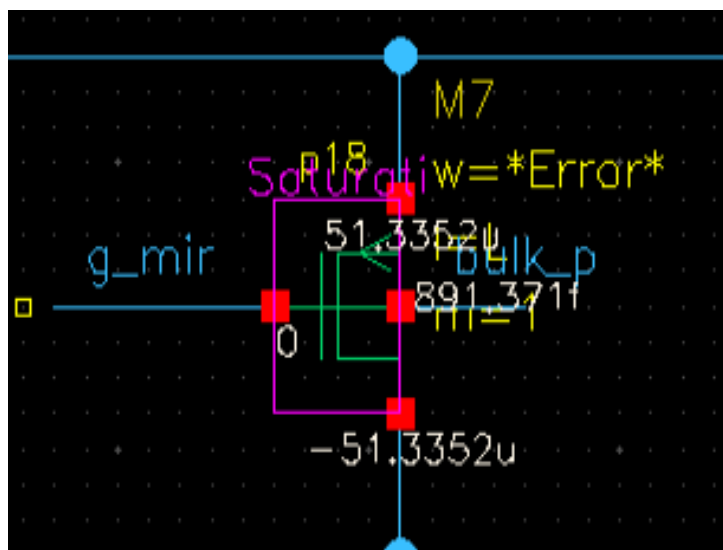 M7
p18
Saturati
w=*Error*
51.3352u
l=L
g_mir
bulk_p
891.371f
m=1
0
-51.3352u